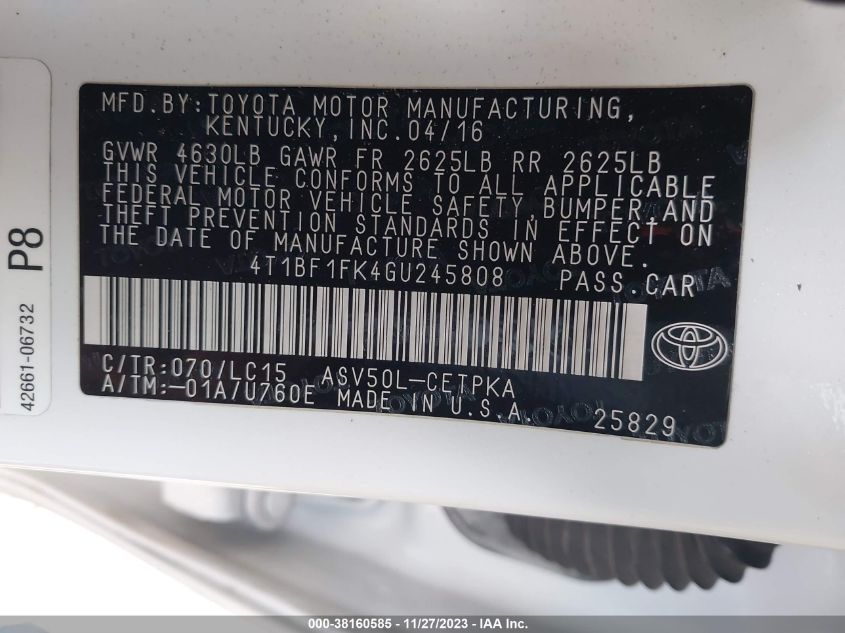 MFD.BY:TOYOTA MOTOR MANUFACTURING,
KENTUCKY,INC.04/16
GVWR 4630LB GAWR FR 2625LB RR 2625LB
THIS VEHICLE CONFORMS TO ALL APPLICABLE
FEDERAL MOTOR VEHICLE SAFETY,BUMPER AND
THEFT PREVENTION STANDARDS IN EFFECT ON
THE DATE OF MANUFACTURE SHOWN ABOVE.
4T1BF1FK4GU245808 PASS.CAR
C/TR:070/LC15 ASV50L-CETPKA
A/TM:-01A/U760E MADE IN U.S.A. 25829
P8
42661-06732
000-38160585 - 11/27/2023 - IAA Inc.